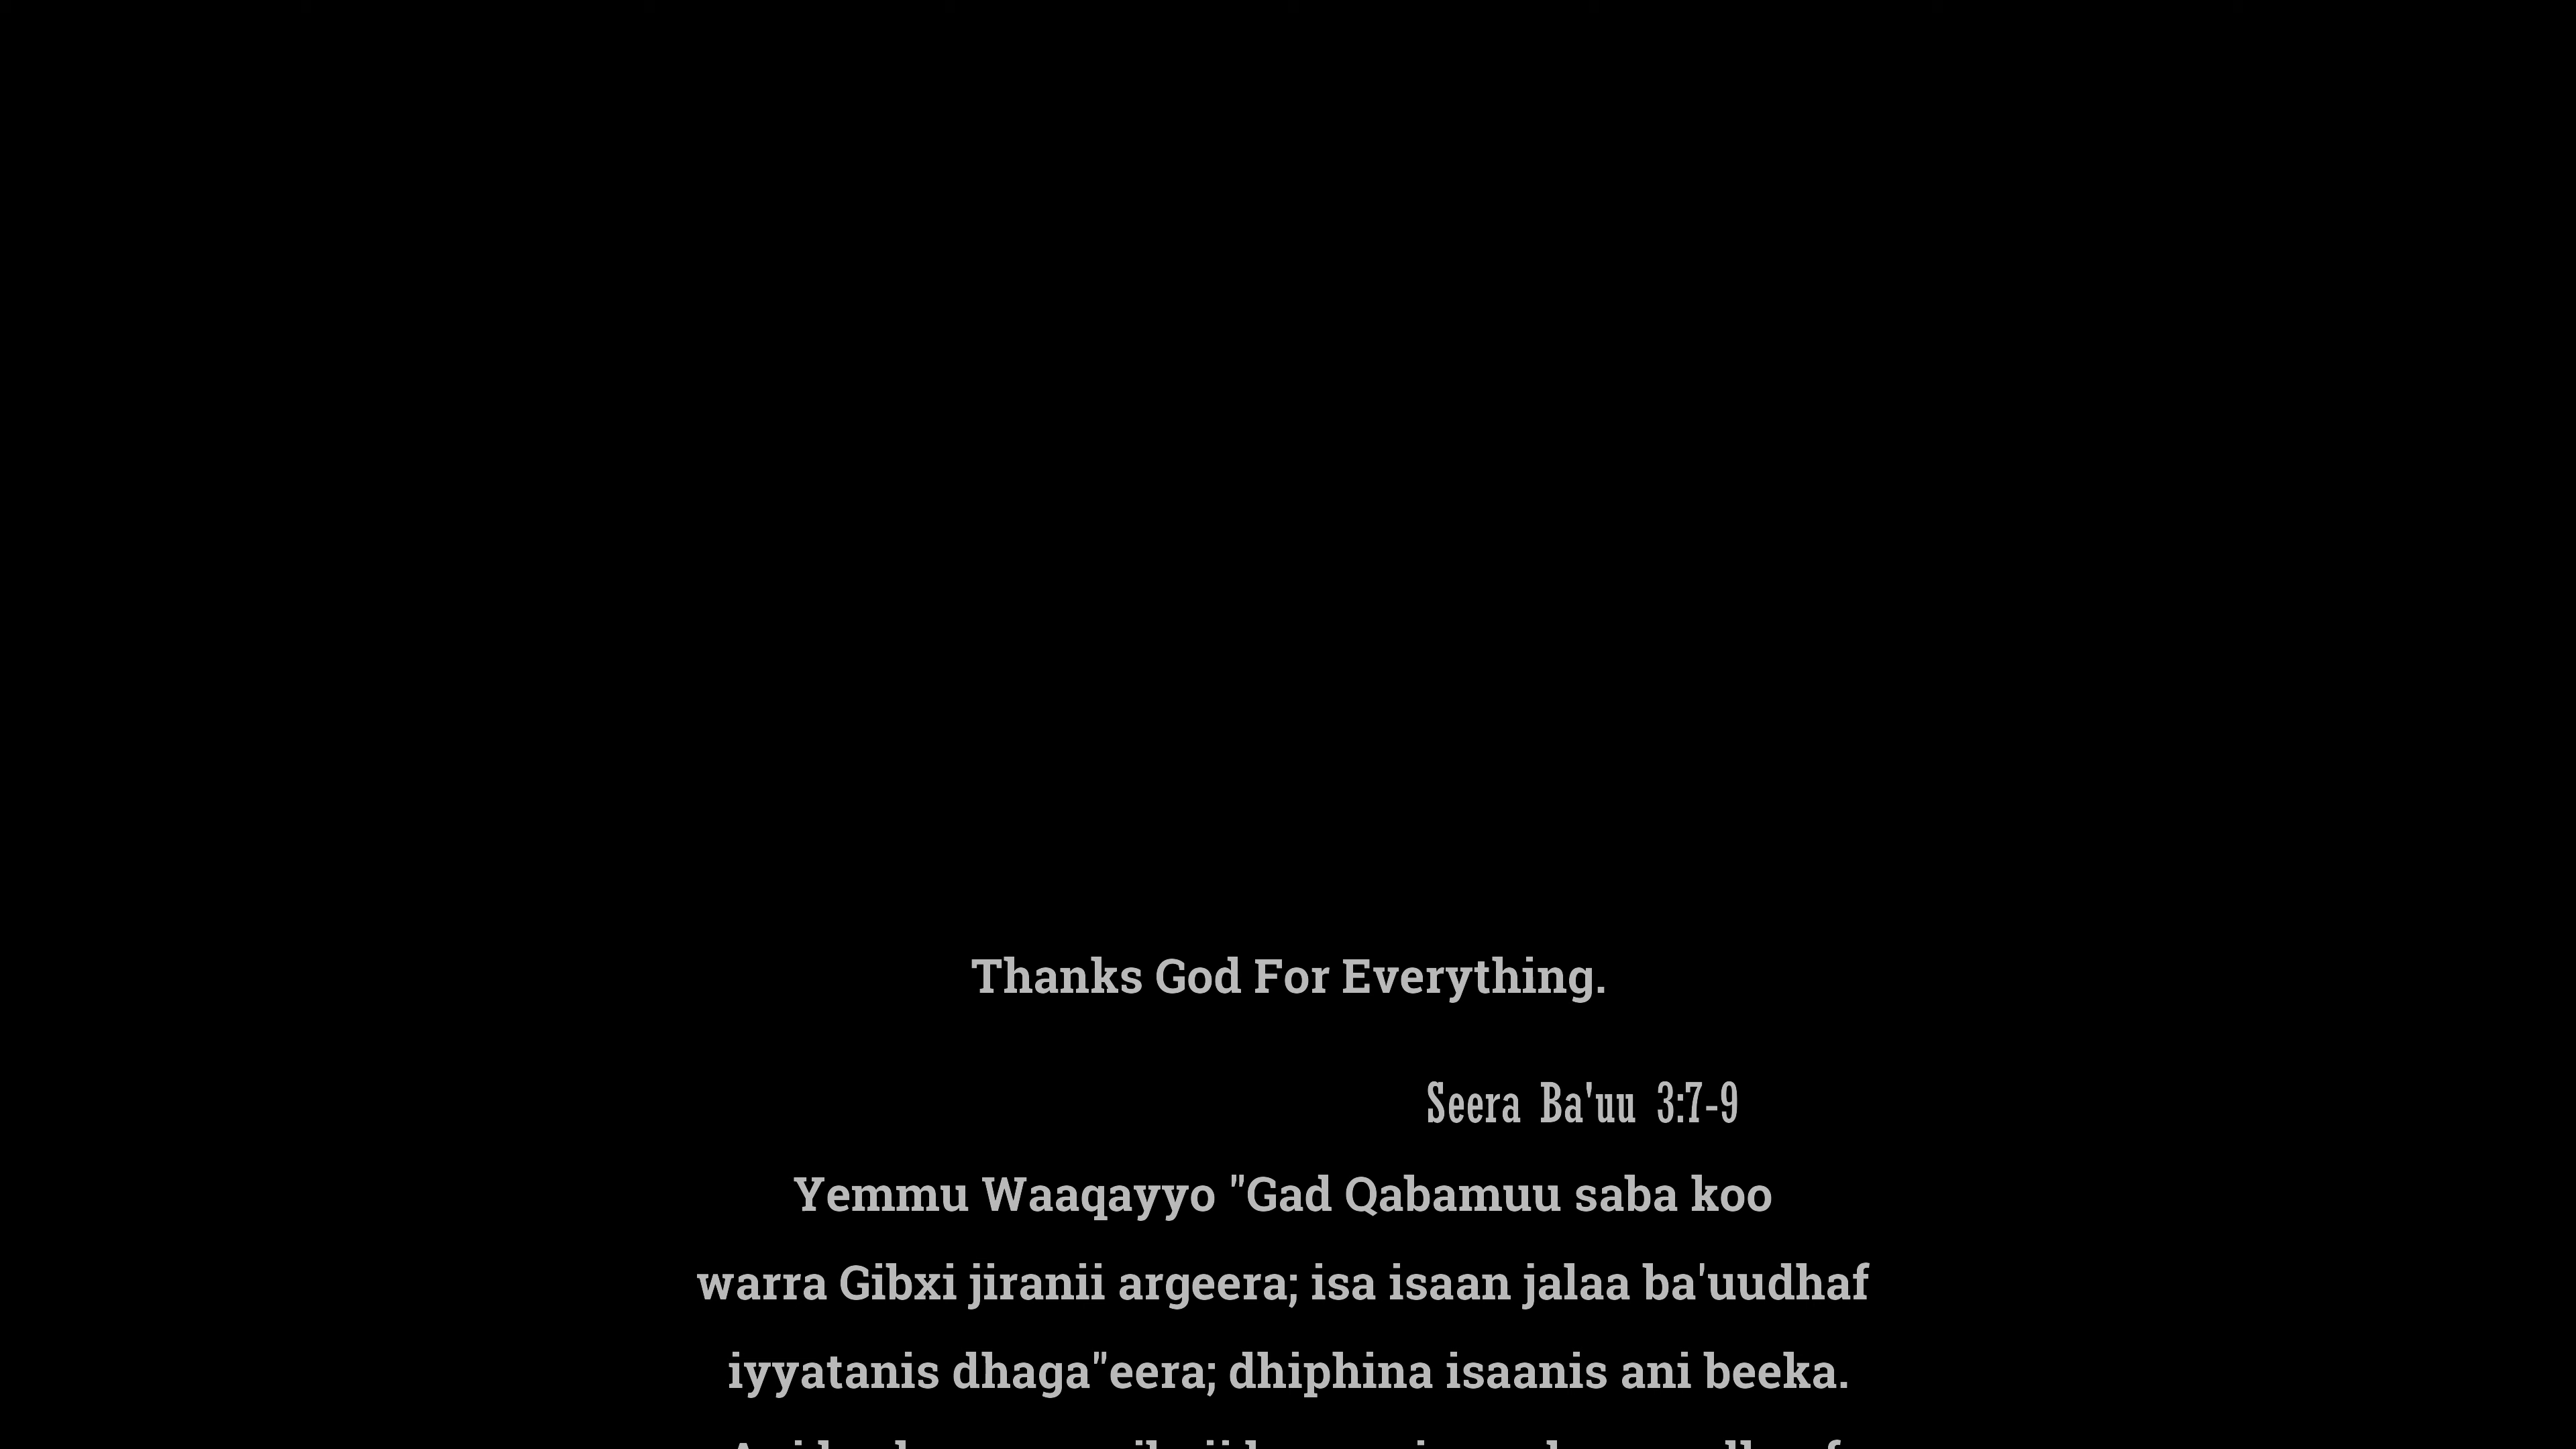 Thanks God For Everything.
Seera Ba'uu 3:7-9
Yemmu Waaqayyo "Gad Qabamuu saba koo
warra Gibxi jiranii argeera; isa isaan jalaa ba'uudhaf
iyyatanis dhaga"eera; dhiphina isaanis ani beeka.